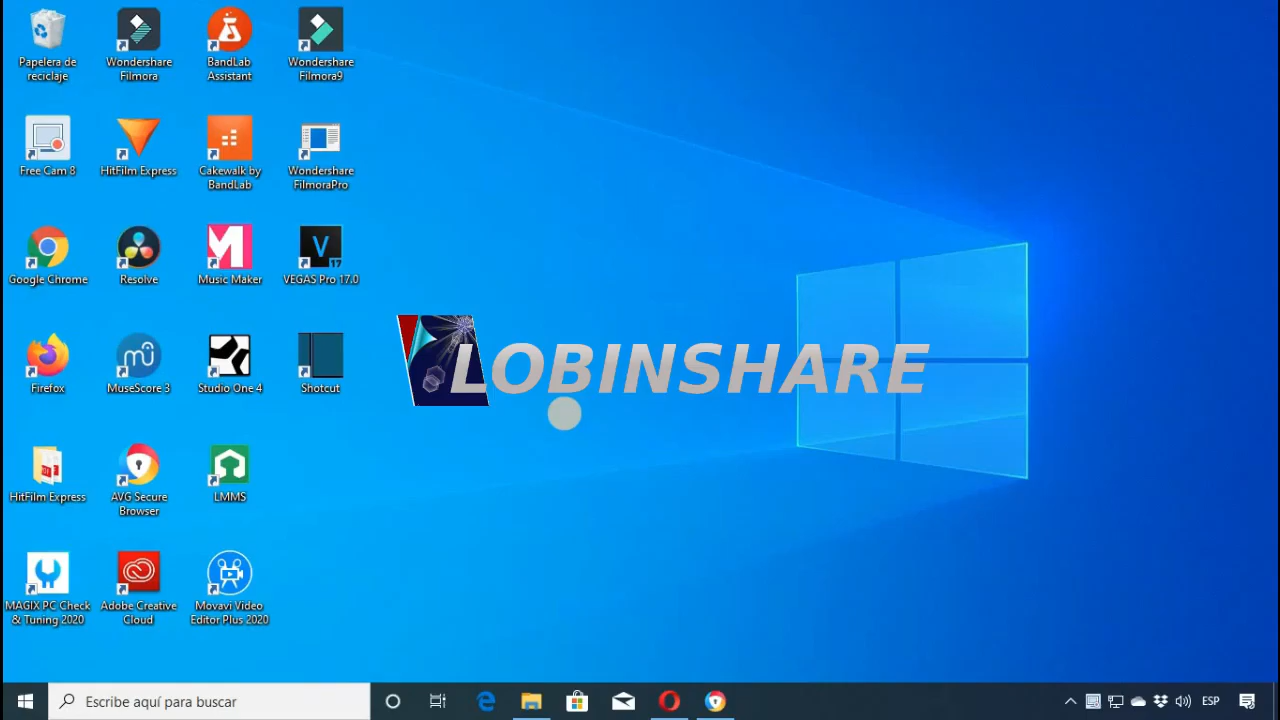 Papelera de
reciclaje
Wondershare
Filmora
BandLab
Assistant
Wondershare
Filmora9
Free Cam 8
HitFilm Express
Cakewalk by
BandLab
Wondershare
FilmoraPro
Google Chrome
Resolve
Music Maker
V
17
VEGAS Pro 17.0
Firefox
MuseScore 3
Studio One 4
Shotcut
LOBINSHARE
HitFilm Express
AVG Secure
Browser
LMMS
MAGIX PC Check
& Tuning 2020
Adobe Creative
Cloud
Movavi Video
Editor Plus 2020
Escribe aquí para buscar
ESP